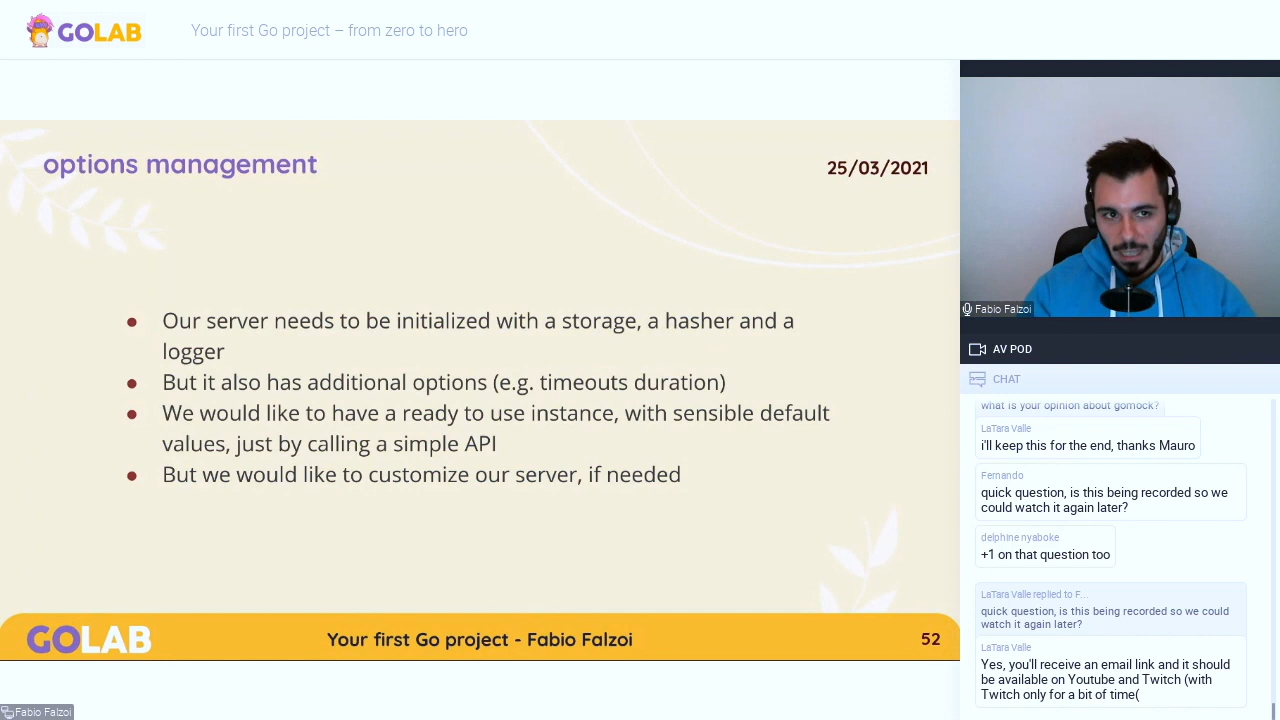 GOLAB
Your first Go project – from zero to hero
options management
25/03/2021
● Our server needs to be initialized with a storage, a hasher and a
logger
● But it also has additional options (e.g. timeouts duration)
● We would like to have a ready to use instance, with sensible default
values, just by calling a simple API
● But we would like to customize our server, if needed
GOLAB
Your first Go project - Fabio Falzoi
52
Fabio Falzoi
Fabio Falzoi
AV POD
CHAT
what is your opinion about gomock?
LaTara Valle
i'll keep this for the end, thanks Mauro
Fernando
quick question, is this being recorded so we
could watch it again later?
delphine nyaboke
+1 on that question too
LaTara Valle replied to F...
quick question, is this being recorded so we could
watch it again later?
LaTara Valle
Yes, you'll receive an email link and it should
be available on Youtube and Twitch (with
Twitch only for a bit of time(